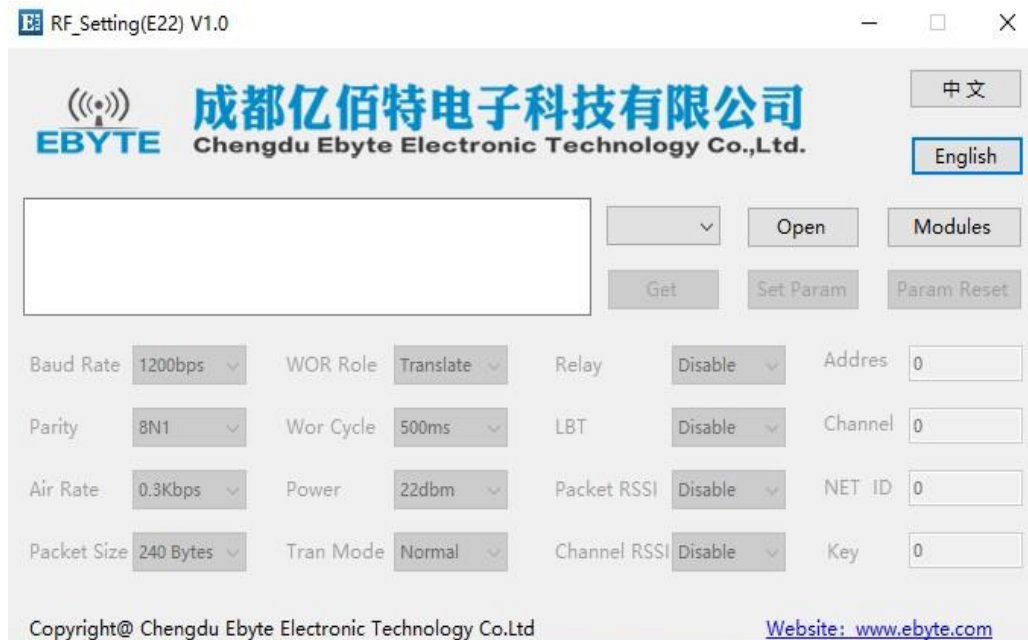 RF_Setting(E22) V1.0
中文
EBYTE
成都亿佰特电子科技有限公司
Chengdu Ebyte Electronic Technology Co.,Ltd.
English
Open
Modules
Get
Set Param
Param Reset
Baud Rate 1200bps WOR Role Translate Relay Disable Addres 0
Parity 8N1 Wor Cycle 500ms LBT Disable Channel 0
Air Rate 0.3Kbps Power 22dbm Packet RSSI Disable NET ID 0
Packet Size 240 Bytes Tran Mode Normal Channel RSSI Disable Key 0
Copyright@ Chengdu Ebyte Electronic Technology Co.Ltd
Website: www.ebyte.com